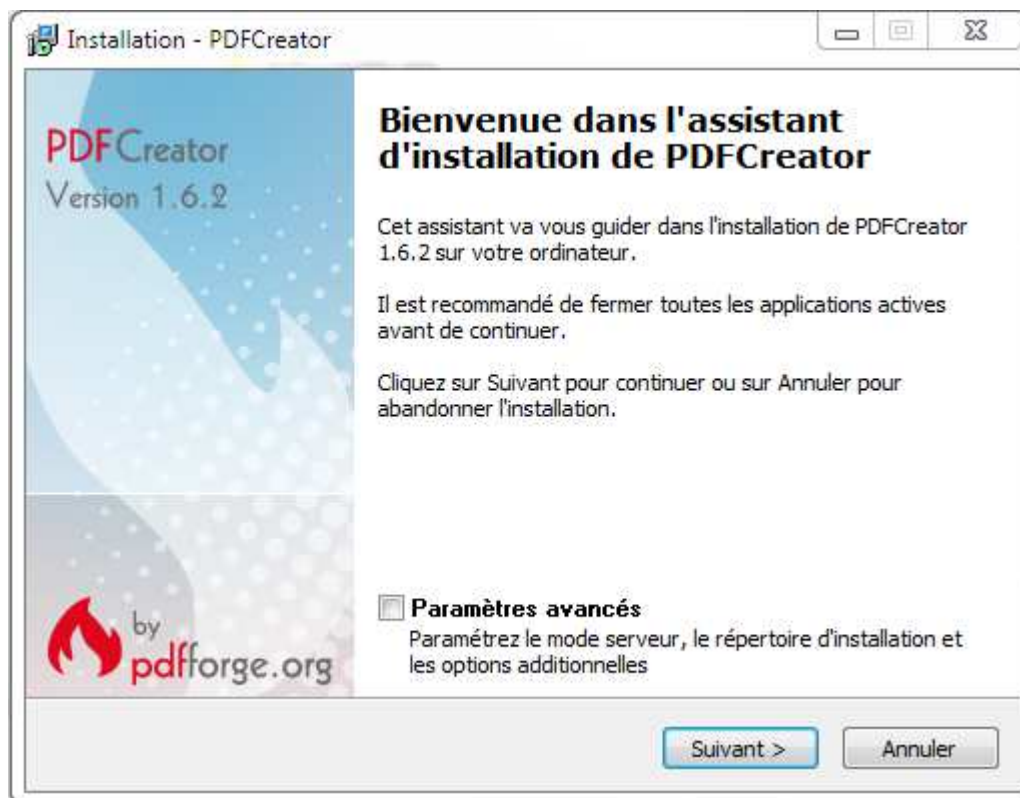 Installation - PDFCreator
PDFCreator
Version 1.6.2
Bienvenue dans l'assistant
d'installation de PDFCreator
Cet assistant va vous guider dans l'installation de PDFCreator
1.6.2 sur votre ordinateur.
Il est recommandé de fermer toutes les applications actives
avant de continuer.
Cliquez sur Suivant pour continuer ou sur Annuler pour
abandonner l'installation.
Paramètres avancés
Paramétrez le mode serveur, le répertoire d'installation et
les options additionnelles
by
pdfforge.org
Suivant >
Annuler